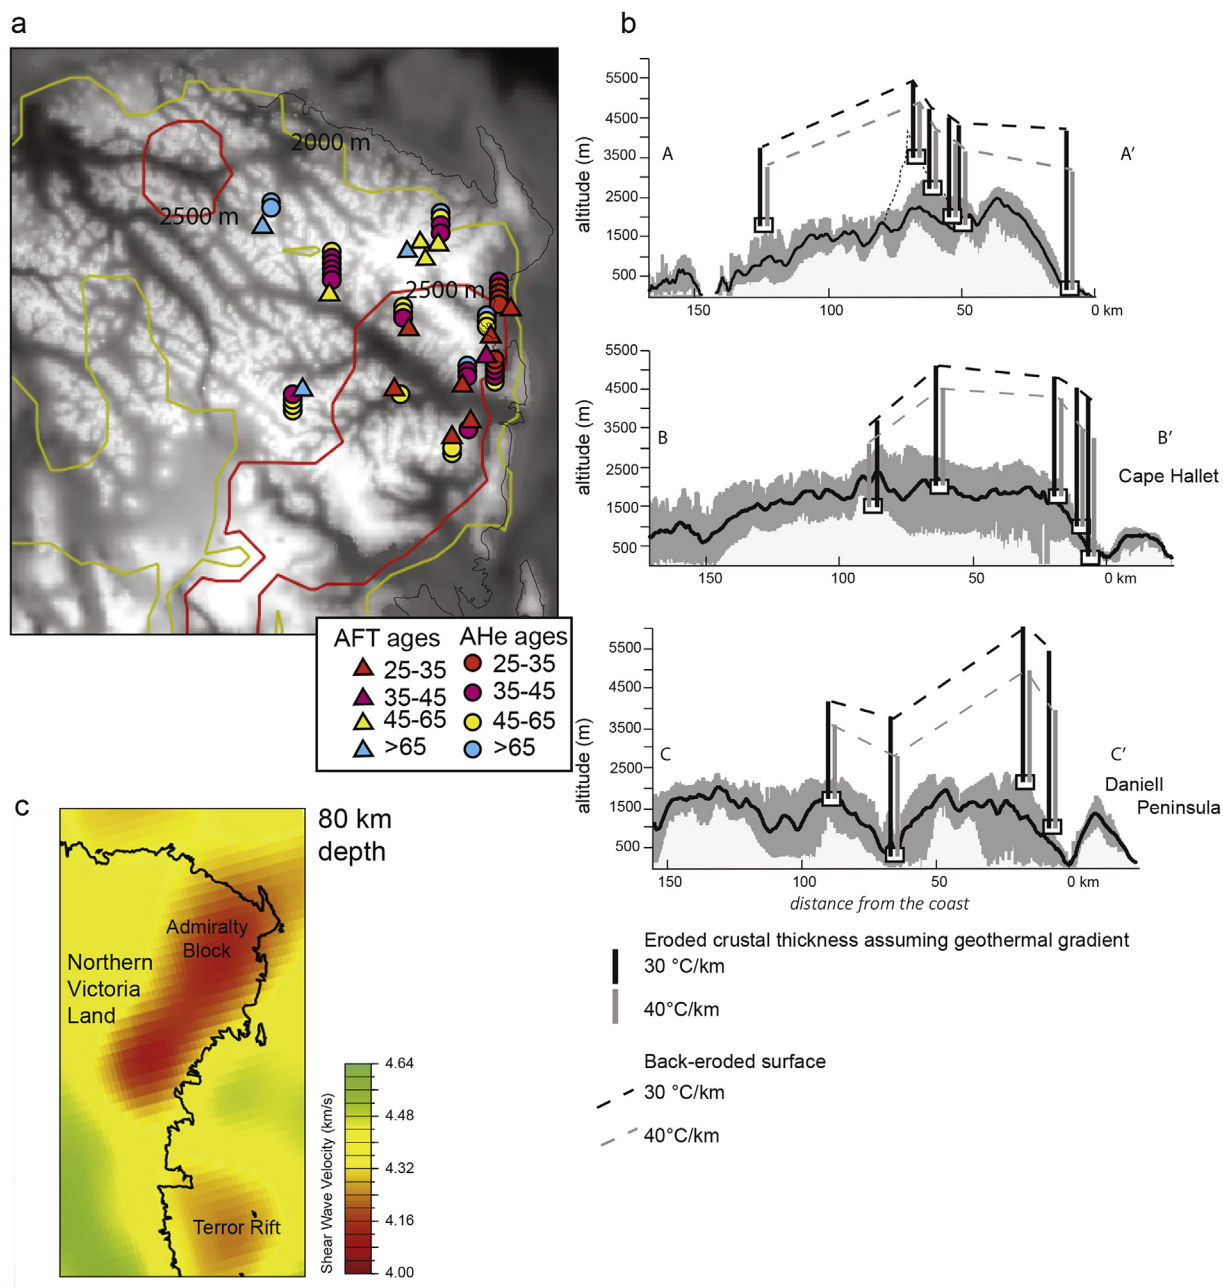 a
2000 m
2500 m
2500 m
AFT ages
AHe ages
25-35
25-35
35-45
35-45
45-65
45-65
>65
>65
b
altitude (m)
5500
4500
3500
2500
1500
500
A
A′
150
100
50
0 km
altitude (m)
5500
4500
3500
2500
1500
500
B
B′
Cape Hallet
150
100
50
0 km
altitude (m)
5500
4500
3500
2500
1500
500
C
C′
Daniell
Peninsula
150
100
50
0 km
distance from the coast
Eroded crustal thickness assuming geothermal gradient
30 °C/km
40°C/km
Back-eroded surface
30 °C/km
40°C/km
c
80 km
depth
Admiralty
Block
Northern
Victoria
Land
Terror Rift
Shear Wave Velocity (km/s)
4.64
4.48
4.32
4.16
4.00